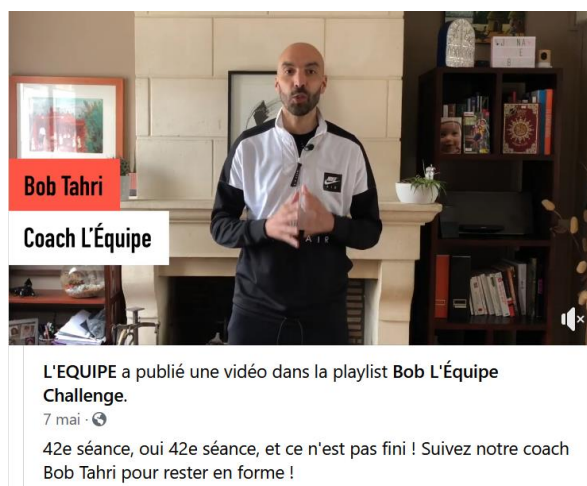 Bob Tahri
Coach L'Équipe
AIR
L'EQUIPE a publié une vidéo dans la playlist Bob L'Équipe
Challenge.
7 mai ·
42e séance, oui 42e séance, et ce n'est pas fini ! Suivez notre coach
Bob Tahri pour rester en forme !